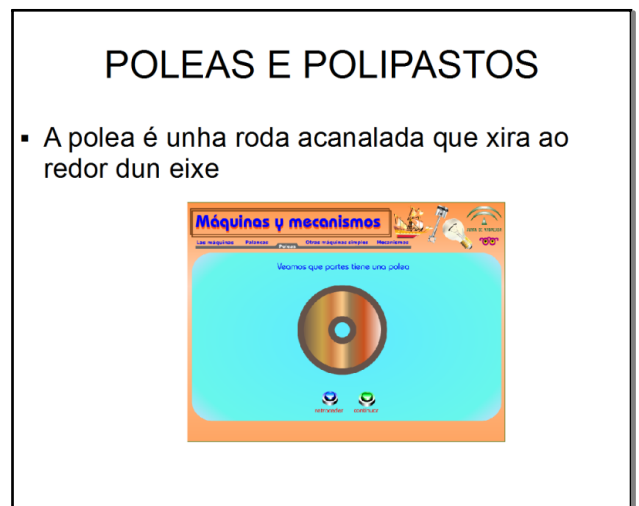 POLEAS E POLIPASTOS
▪ A polea é unha roda acanalada que xira ao
redor dun eixe
Máquinas y mecanismos
Las máquinas Palancas Poleas Otras máquinas simples Mecanismos
Veamos que partes tiene una polea
retroceder continuar